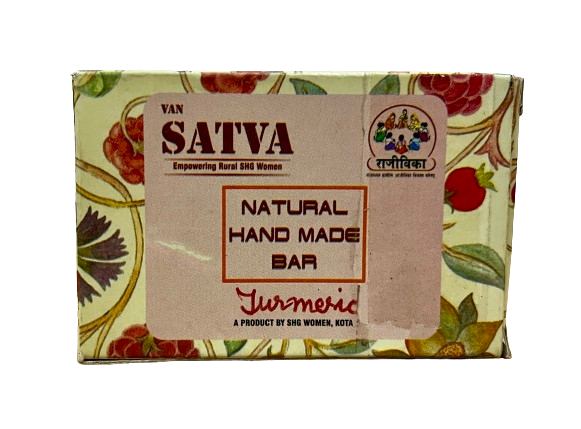 VAN
SATVA
Empowering Rural SHG Women
राजीविका
NATURAL
HAND MADE
BAR
Turmeric
A PRODUCT BY SHG WOMEN, KOTA